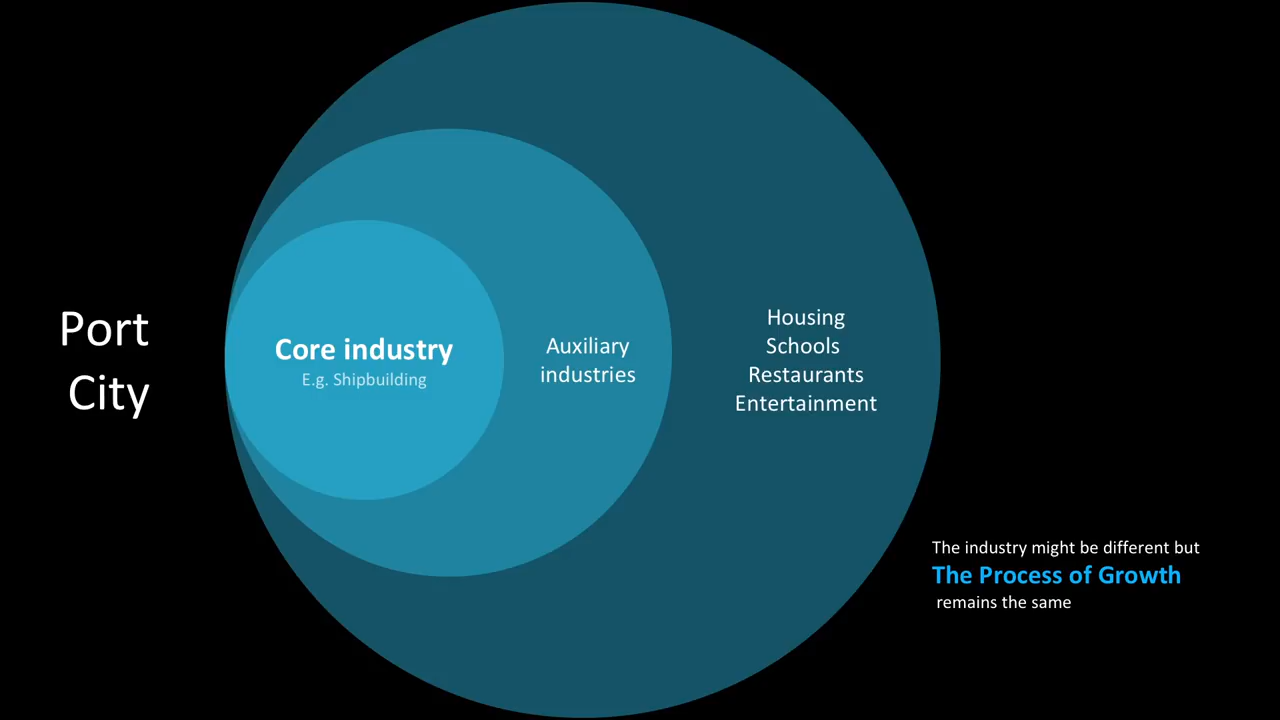 Port
City
Core industry
E.g. Shipbuilding
Auxiliary
industries
Housing
Schools
Restaurants
Entertainment
The industry might be different but
The Process of Growth
remains the same